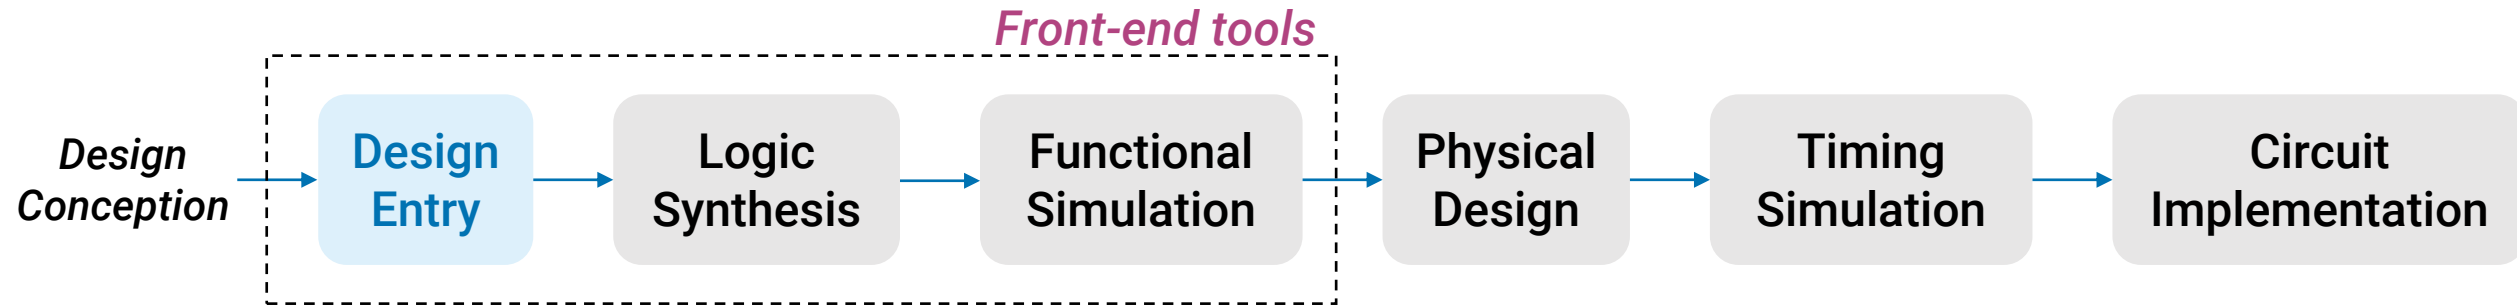 Front-end tools
Design
Conception
Design
Entry
Logic
Synthesis
Functional
Simulation
Physical
Design
Timing
Simulation
Circuit
Implementation